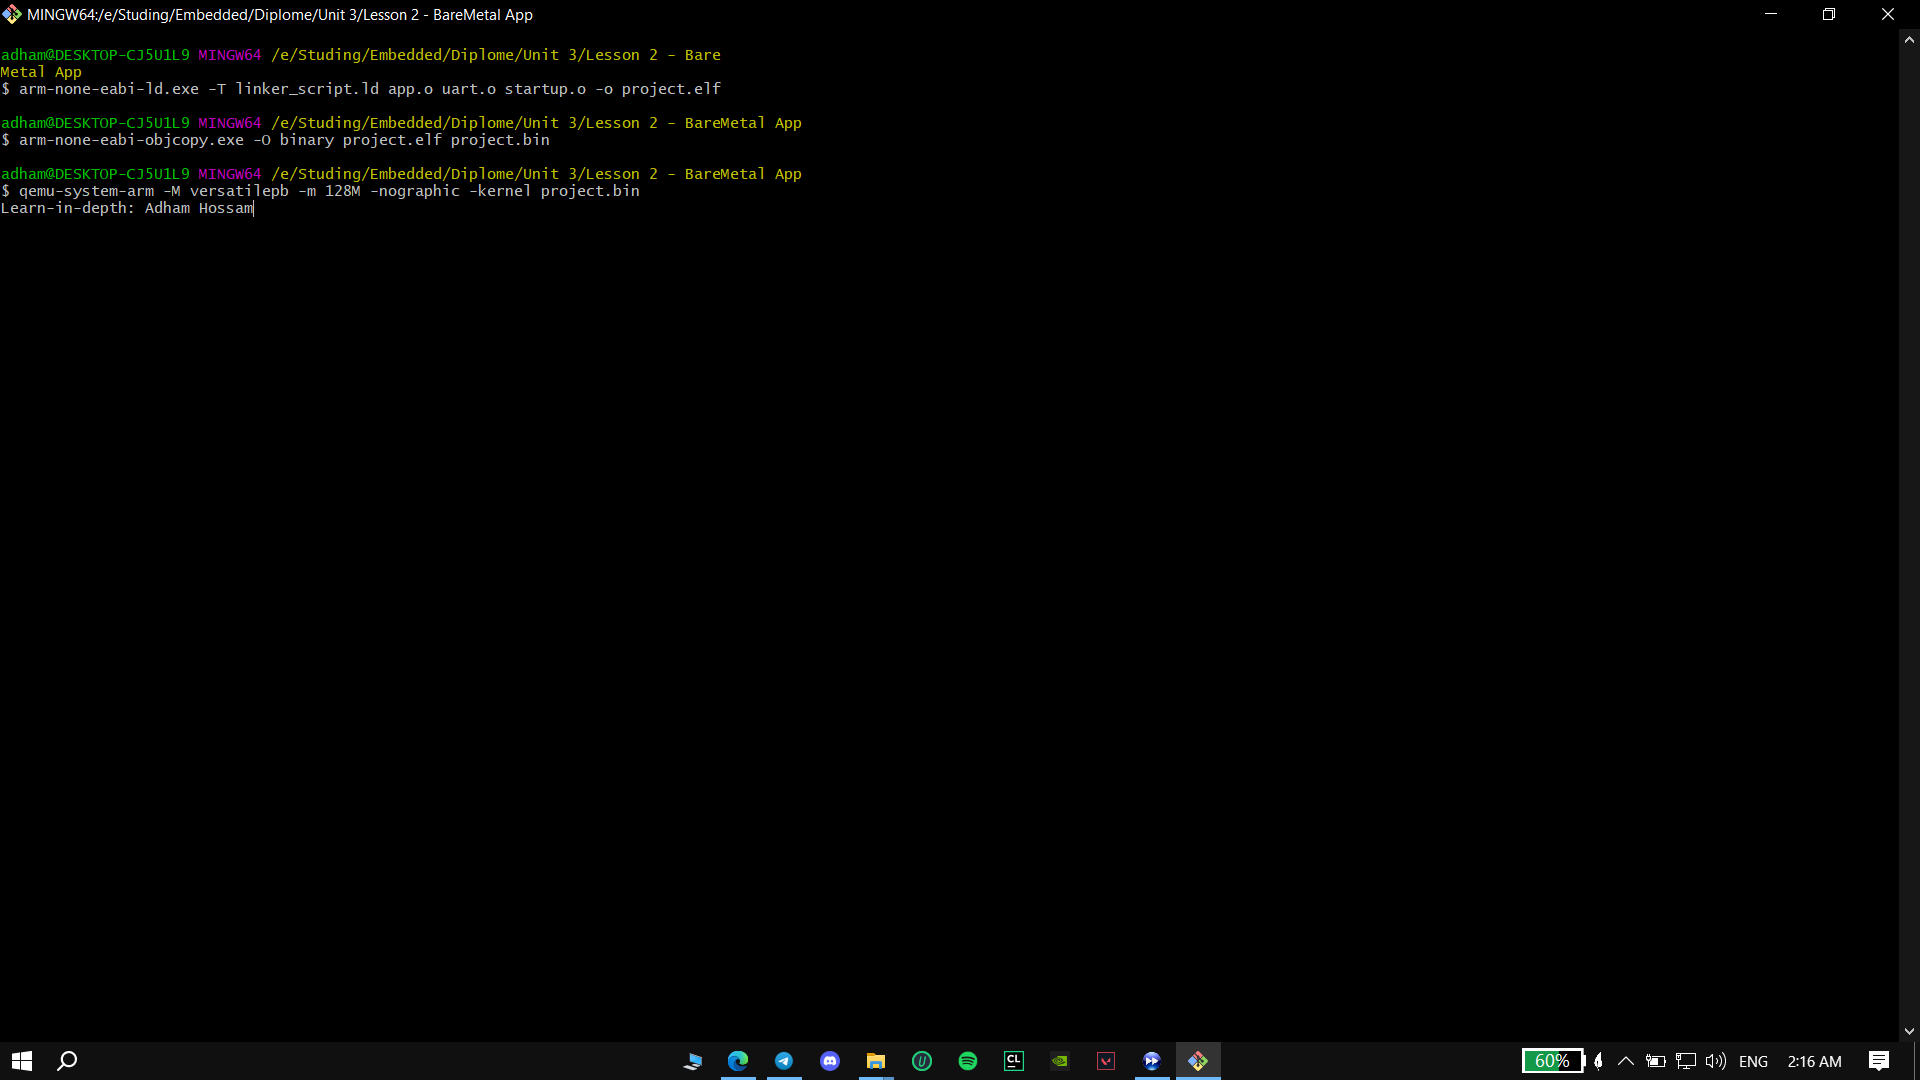 MINGW64:/e/Studing/Embedded/Diplome/Unit 3/Lesson 2 - BareMetal App
adham@DESKTOP-CJ5U1L9 MINGW64 /e/Studing/Embedded/Diplome/Unit 3/Lesson 2 - Bare
Metal App
$ arm-none-eabi-ld.exe -T linker_script.ld app.o uart.o startup.o -o project.elf
adham@DESKTOP-CJ5U1L9 MINGW64 /e/Studing/Embedded/Diplome/Unit 3/Lesson 2 - BareMetal App
$ arm-none-eabi-objcopy.exe -O binary project.elf project.bin
adham@DESKTOP-CJ5U1L9 MINGW64 /e/Studing/Embedded/Diplome/Unit 3/Lesson 2 - BareMetal App
$ qemu-system-arm -M versatilepb -m 128M -nographic -kernel project.bin
Learn-in-depth: Adham Hossam
CL
60%
ENG
2:16 AM